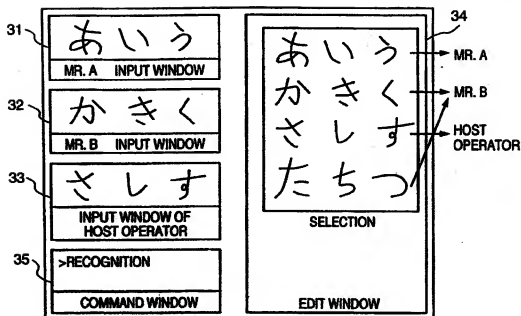 31
あいう
MR. A INPUT WINDOW
32
かきく
MR. B INPUT WINDOW
33
さしす
INPUT WINDOW OF
HOST OPERATOR
35
>RECOGNITION
COMMAND WINDOW
34
あいう
MR. A
かきく
MR. B
さしす
HOST
OPERATOR
たちつ
SELECTION
EDIT WINDOW